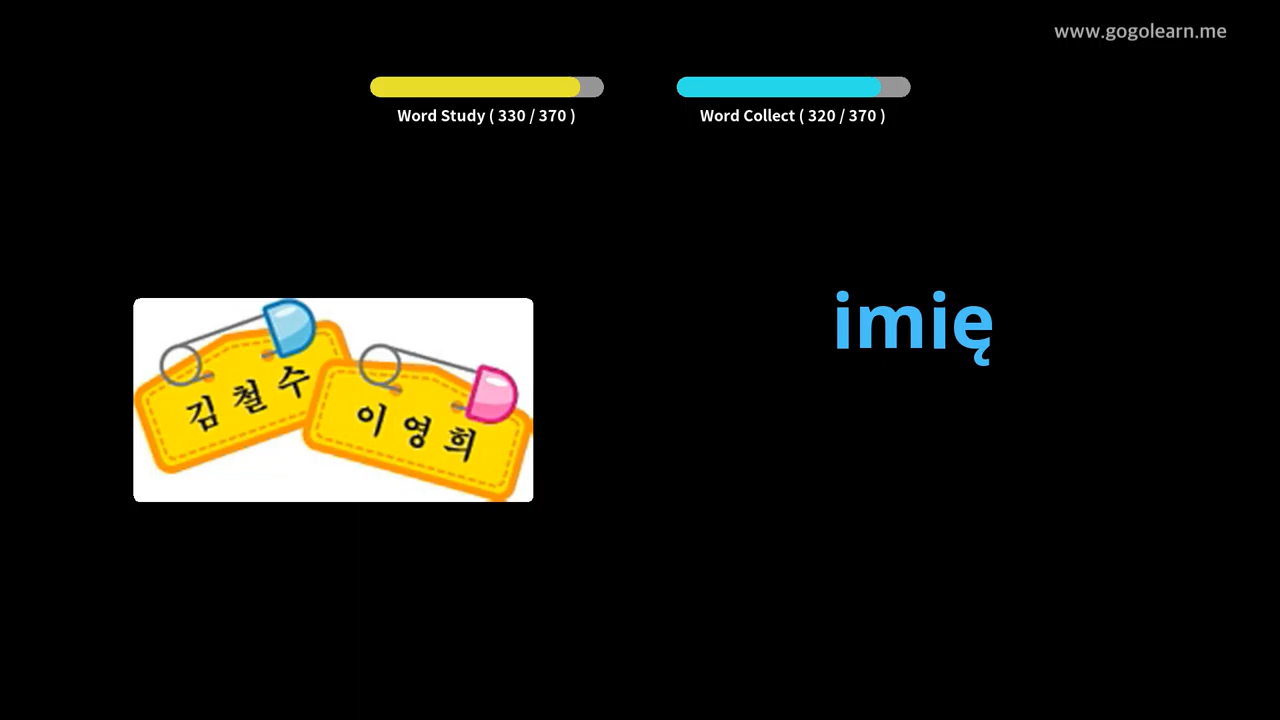 www.gogolearn.me
Word Study ( 330 / 370 )
Word Collect ( 320 / 370 )
imię
김철수
이영희